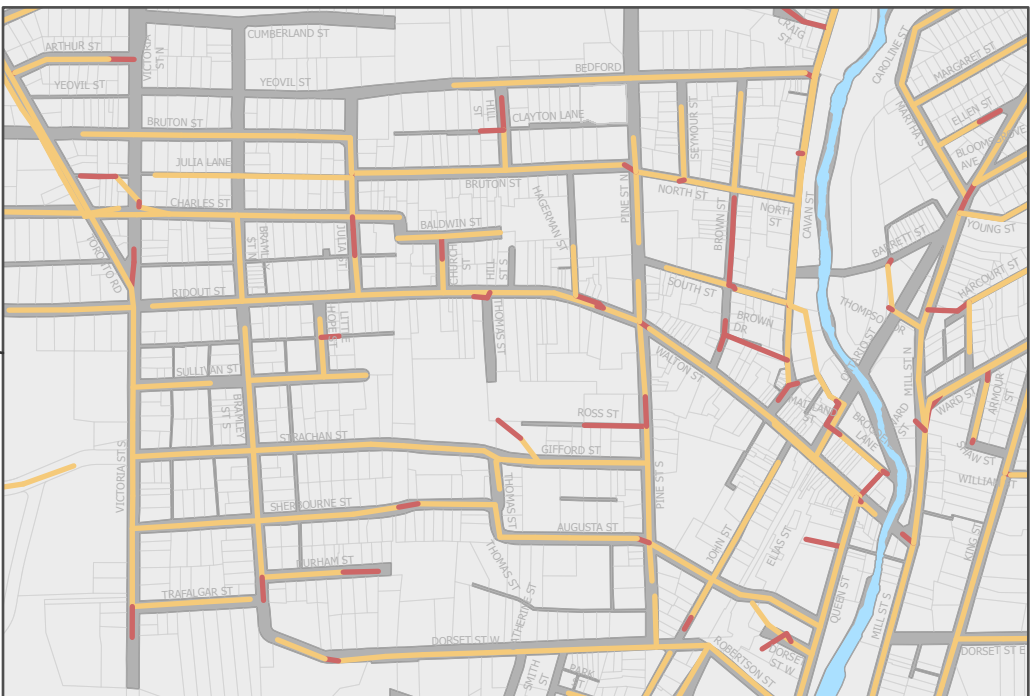 CUMBERLAND ST
CRAIG
ST
CAROLINE ST
ARTHUR ST
VICTORIA
ST N
BEDFORD
MARGARET ST
YEOVIL ST
YEOVIL ST
HILL
ST
CLAYTON LANE
SEYMOUR ST
MARTHA'S
ELLEN ST
BLOOMSGROVE
AVE
BRUTON ST
JULIA LANE
BRUTON ST
HAGERMAN ST
PINE ST N
NORTH ST
NORTH
ST
BROWN ST
CAVAN ST
CHARLES ST
BALDWIN ST
BRAMLEY
ST N
JULIA ST
CHURCH
ST
HILL
ST S
TORONTO RD
BARRETT ST
YOUNG ST
HARCOURT ST
SOUTH ST
RIDOUT ST
LITTLE
HOPE ST
THOMAS ST
BROWN
DR
THOMPSON
DR
ONTARIO ST
WALTON ST
MILL ST N
SULLIVAN ST
BRAMLEY
ST S
MAITLAND
ST
BROGDEN
LANE
WARD ST
ARMOUR
ST
ROSS ST
STRACHAN ST
GIFFORD ST
SHAW ST
WILLIAM ST
VICTORIA ST S
PINE ST S
THOMAS ST
SHERBOURNE ST
AUGUSTA ST
JOHN ST
ELIAS ST
KING ST
DURHAM ST
THOMAS ST
TRAFALGAR ST
QUEEN ST
MILL ST S
DORSET ST W
ROBERTSON ST
DORSET
ST W
DORSET ST E
SMITH
ST
PARK
ST